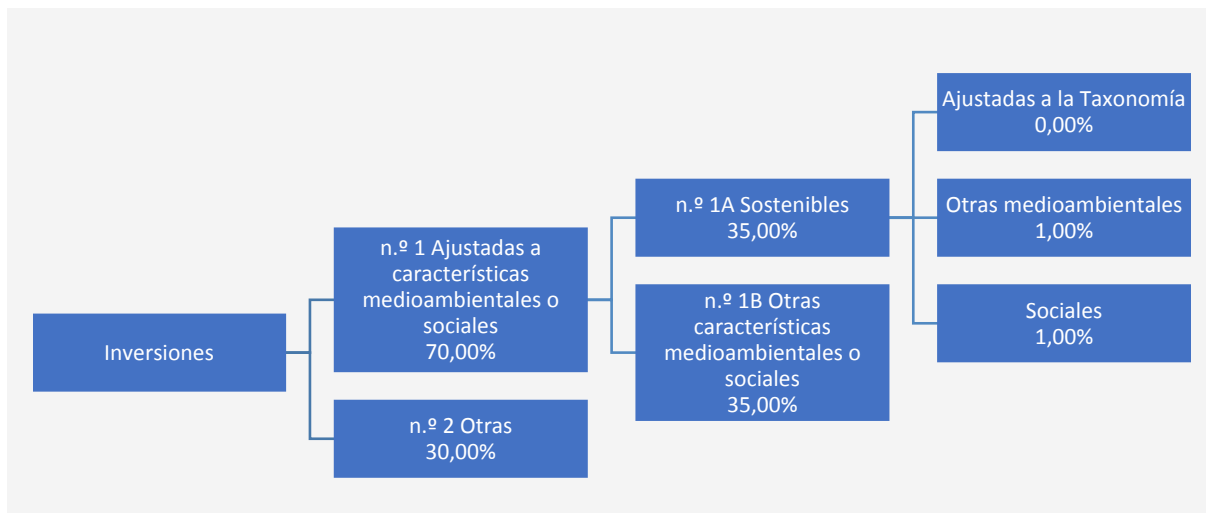 Inversiones
n.º 1 Ajustadas a
características
medioambientales o
sociales
70,00%
n.º 2 Otras
30,00%
n.º 1A Sostenibles
35,00%
n.º 1B Otras
características
medioambientales o
sociales
35,00%
Ajustadas a la Taxonomía
0,00%
Otras medioambientales
1,00%
Sociales
1,00%